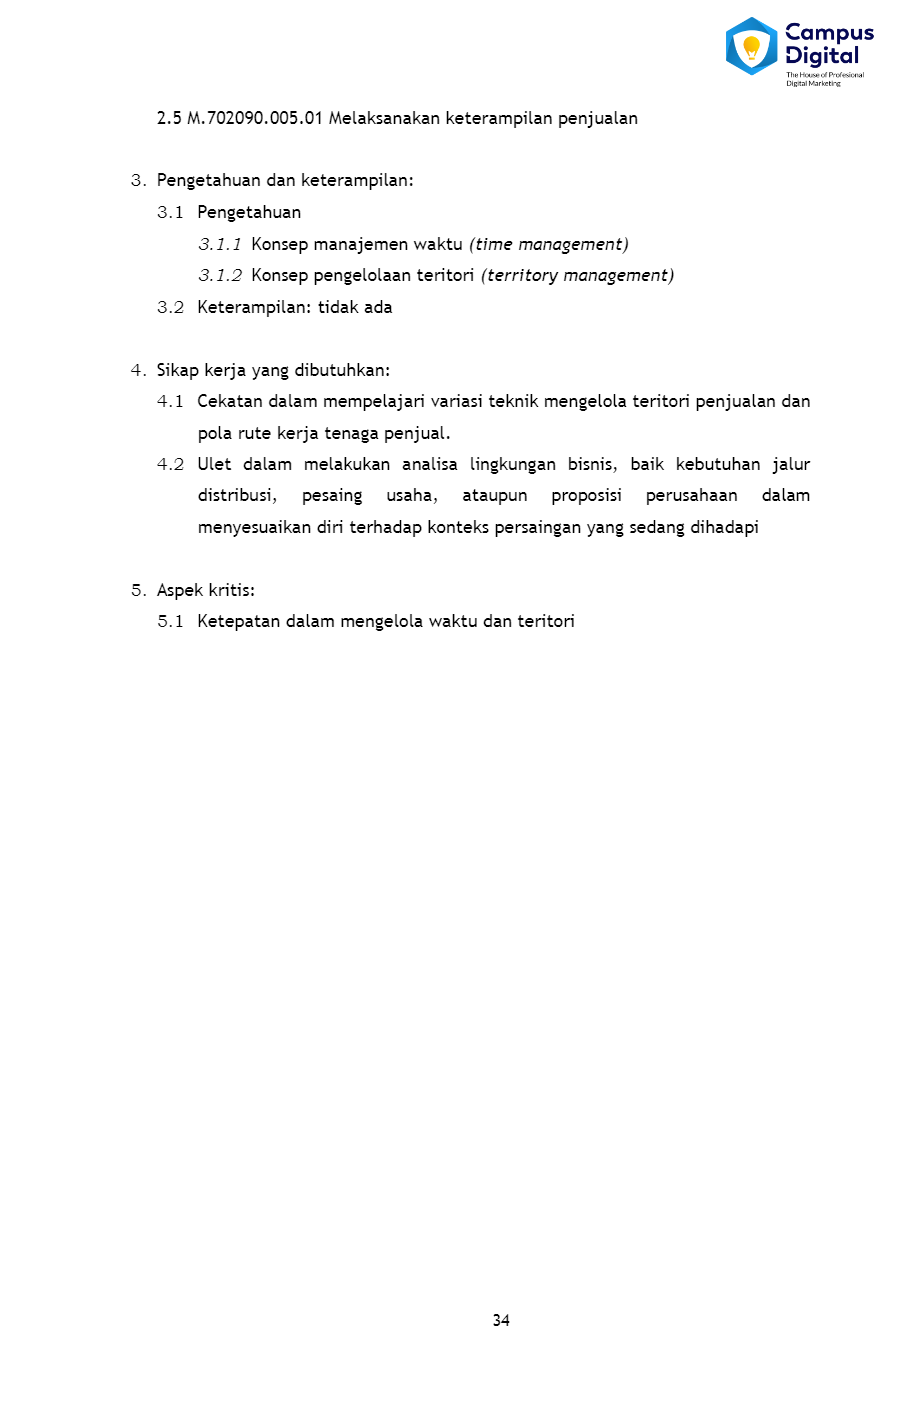 Campus
Digital
The House of Profesional
Digital Marketing
2.5 M.702090.005.01 Melaksanakan keterampilan penjualan
3. Pengetahuan dan keterampilan:
3.1 Pengetahuan
3.1.1 Konsep manajemen waktu (time management)
3.1.2 Konsep pengelolaan teritori (territory management)
3.2 Keterampilan: tidak ada
4. Sikap kerja yang dibutuhkan:
4.1 Cekatan dalam mempelajari variasi teknik mengelola teritori penjualan dan
pola rute kerja tenaga penjual.
4.2 Ulet dalam melakukan analisa lingkungan bisnis, baik kebutuhan jalur
distribusi, pesaing usaha, ataupun proposisi perusahaan dalam
menyesuaikan diri terhadap konteks persaingan yang sedang dihadapi
5. Aspek kritis:
5.1 Ketepatan dalam mengelola waktu dan teritori
34